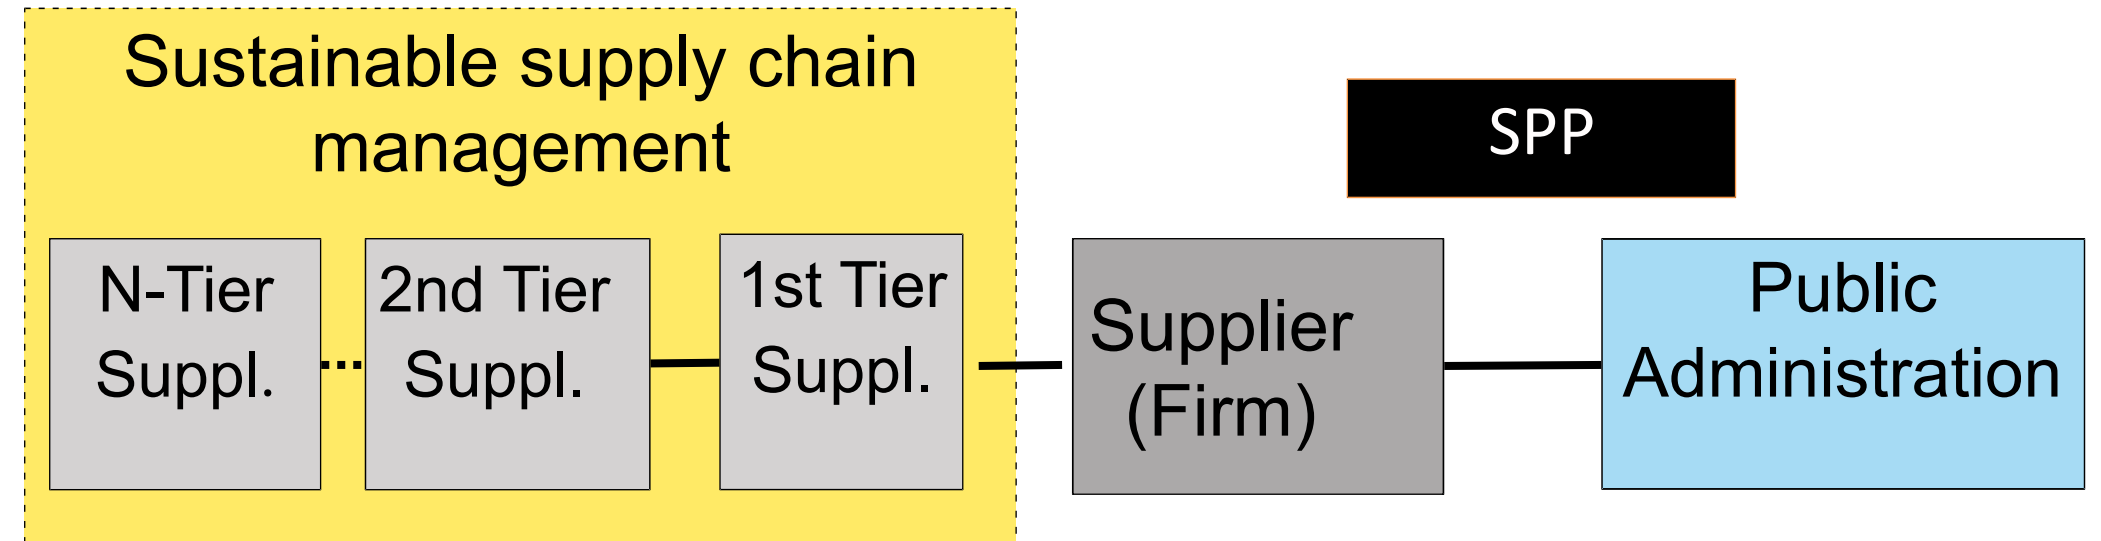 Sustainable supply chain
management
SPP
N-Tier
Suppl.
2nd Tier
Suppl.
1st Tier
Suppl.
Supplier
(Firm)
Public
Administration